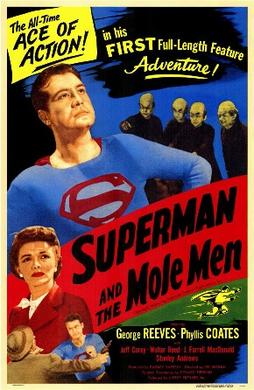 The All-Time
ACE OF
ACTION!
in his
FIRST Full-Length Feature
Adventure!
S
SUPERMAN
AND THE Mole Men
GEORGE REEVES · Phyllis COATES
Jeff Corey · Walter Reed · J. Farrell MacDonald
Stanley Andrews